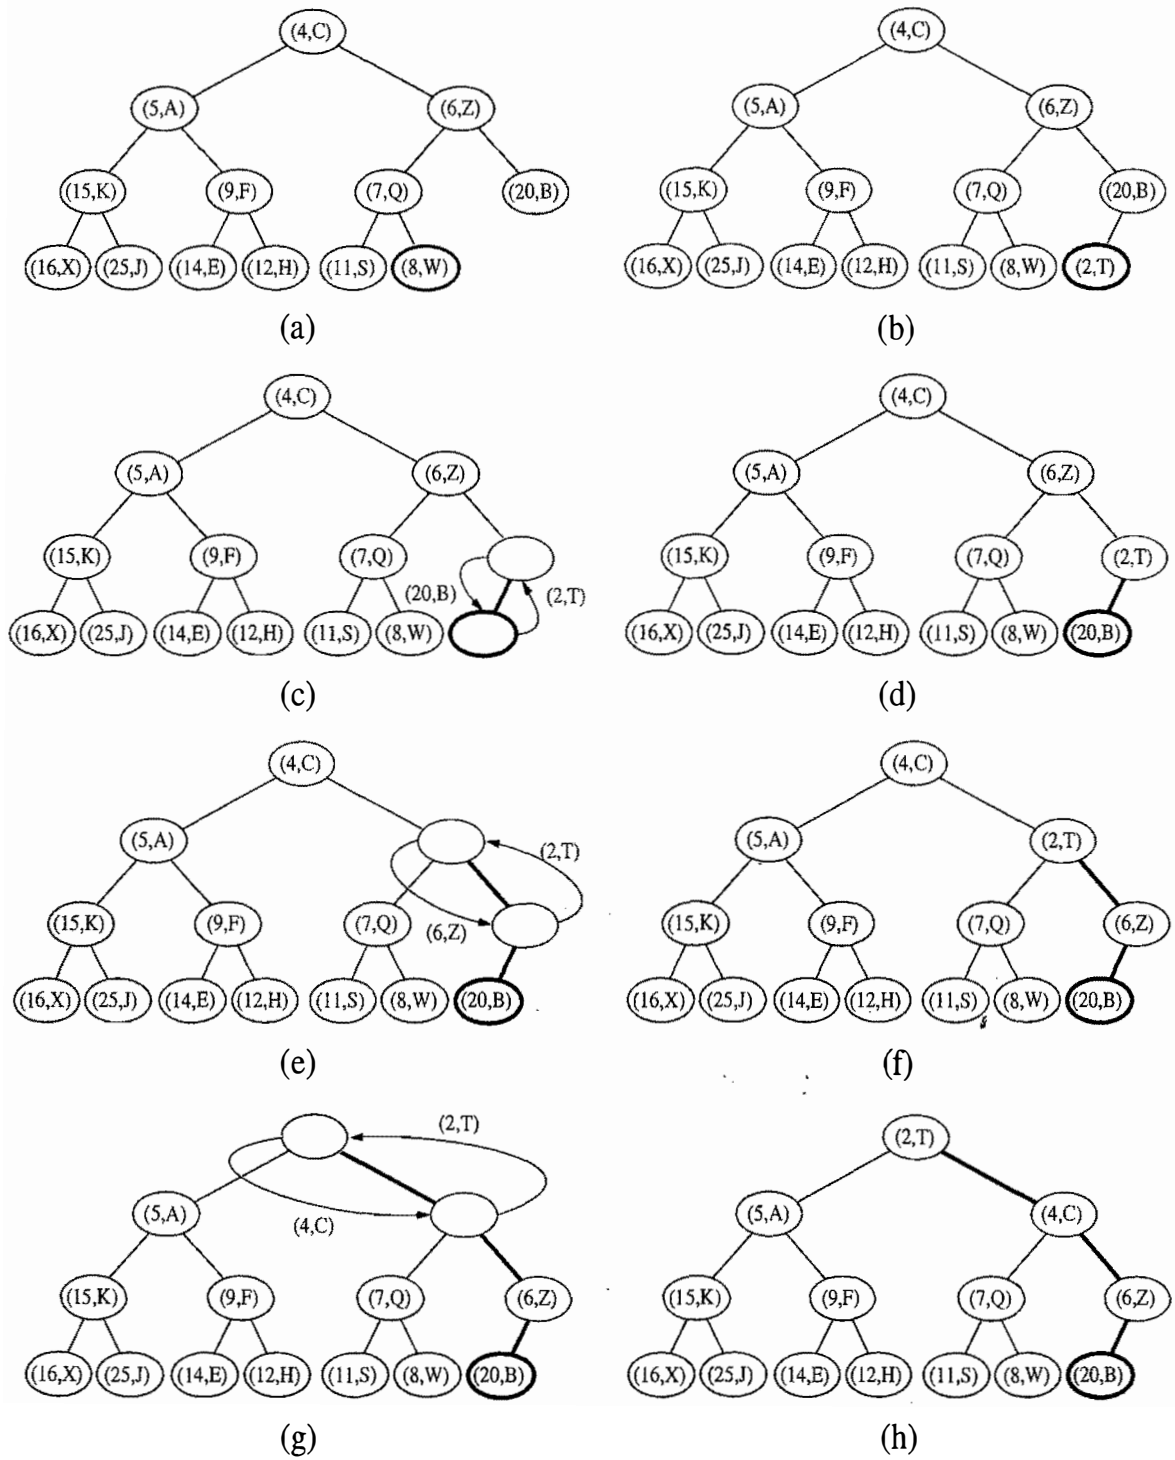 (4,C) (4,C)
(5,A) (6,Z) (5,A) (6,Z)
(15,K) (9,F) (7,Q) (20,B) (15,K) (9,F) (7,Q) (20,B)
(16,X) (25,J) (14,E) (12,H) (11,S) (8,W) (16,X) (25,J) (14,E) (12,H) (11,S) (8,W) (2,T)
(a) (b)
(4,C) (4,C)
(5,A) (6,Z) (5,A) (6,Z)
(15,K) (9,F) (7,Q) (15,K) (9,F) (7,Q) (2,T)
(20,B) (2,T)
(16,X) (25,J) (14,E) (12,H) (11,S) (8,W) (16,X) (25,J) (14,E) (12,H) (11,S) (8,W) (20,B)
(c) (d)
(4,C) (4,C)
(5,A) (2,T) (5,A) (2,T)
(15,K) (9,F) (7,Q) (6,Z) (15,K) (9,F) (7,Q) (6,Z)
(16,X) (25,J) (14,E) (12,H) (11,S) (8,W) (20,B) (16,X) (25,J) (14,E) (12,H) (11,S) (8,W) (20,B)
(e) (f)
(2,T) (2,T)
(5,A) (4,C) (5,A) (4,C)
(15,K) (9,F) (7,Q) (6,Z) (15,K) (9,F) (7,Q) (6,Z)
(16,X) (25,J) (14,E) (12,H) (11,S) (8,W) (20,B) (16,X) (25,J) (14,E) (12,H) (11,S) (8,W) (20,B)
(g) (h)